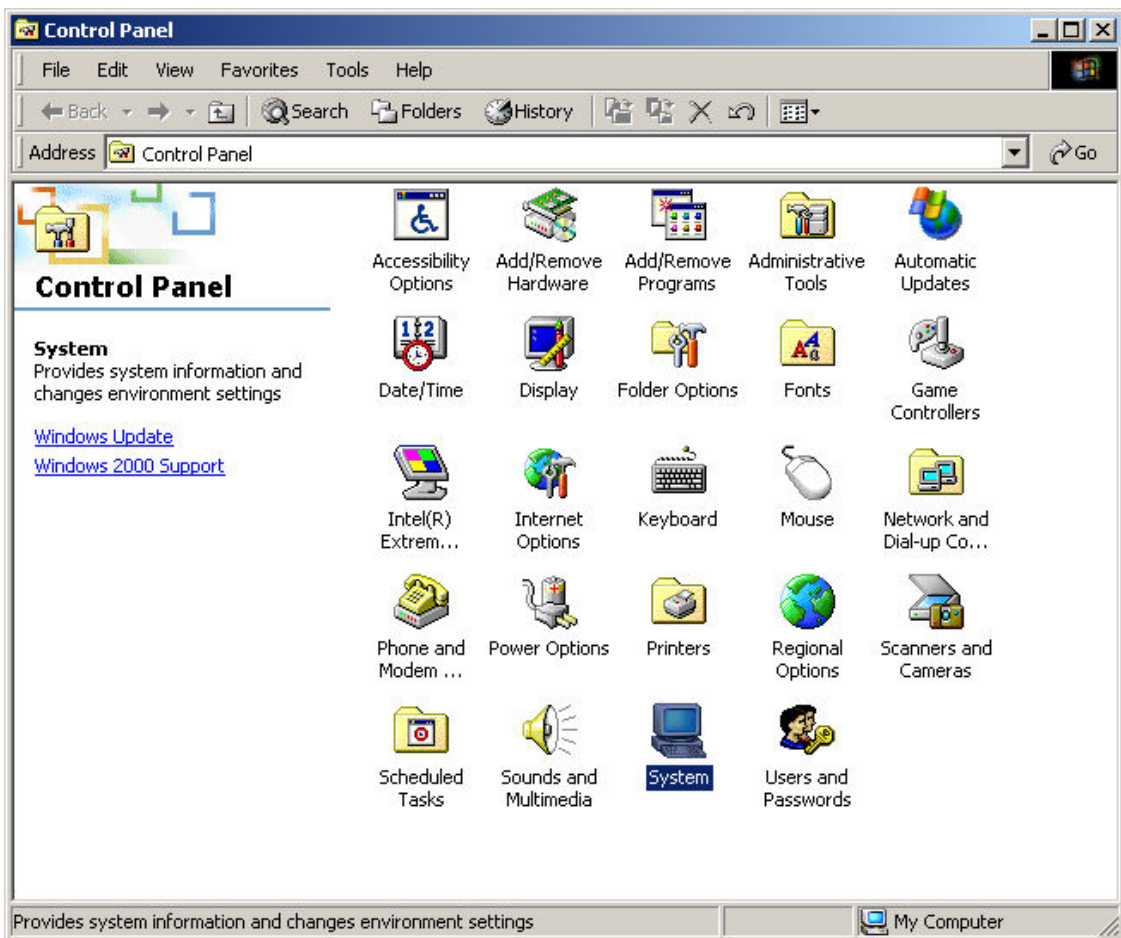 Control Panel
File Edit View Favorites Tools Help
Back Search Folders History
Address Control Panel Go
Control Panel
System
Provides system information and
changes environment settings
Windows Update
Windows 2000 Support
Accessibility
Options
Add/Remove
Hardware
Add/Remove
Programs
Administrative
Tools
Automatic
Updates
Date/Time
Display
Folder Options
Fonts
Game
Controllers
Intel(R)
Extrem...
Internet
Options
Keyboard
Mouse
Network and
Dial-up Co...
Phone and
Modem ...
Power Options
Printers
Regional
Options
Scanners and
Cameras
Scheduled
Tasks
Sounds and
Multimedia
System
Users and
Passwords
Provides system information and changes environment settings
My Computer